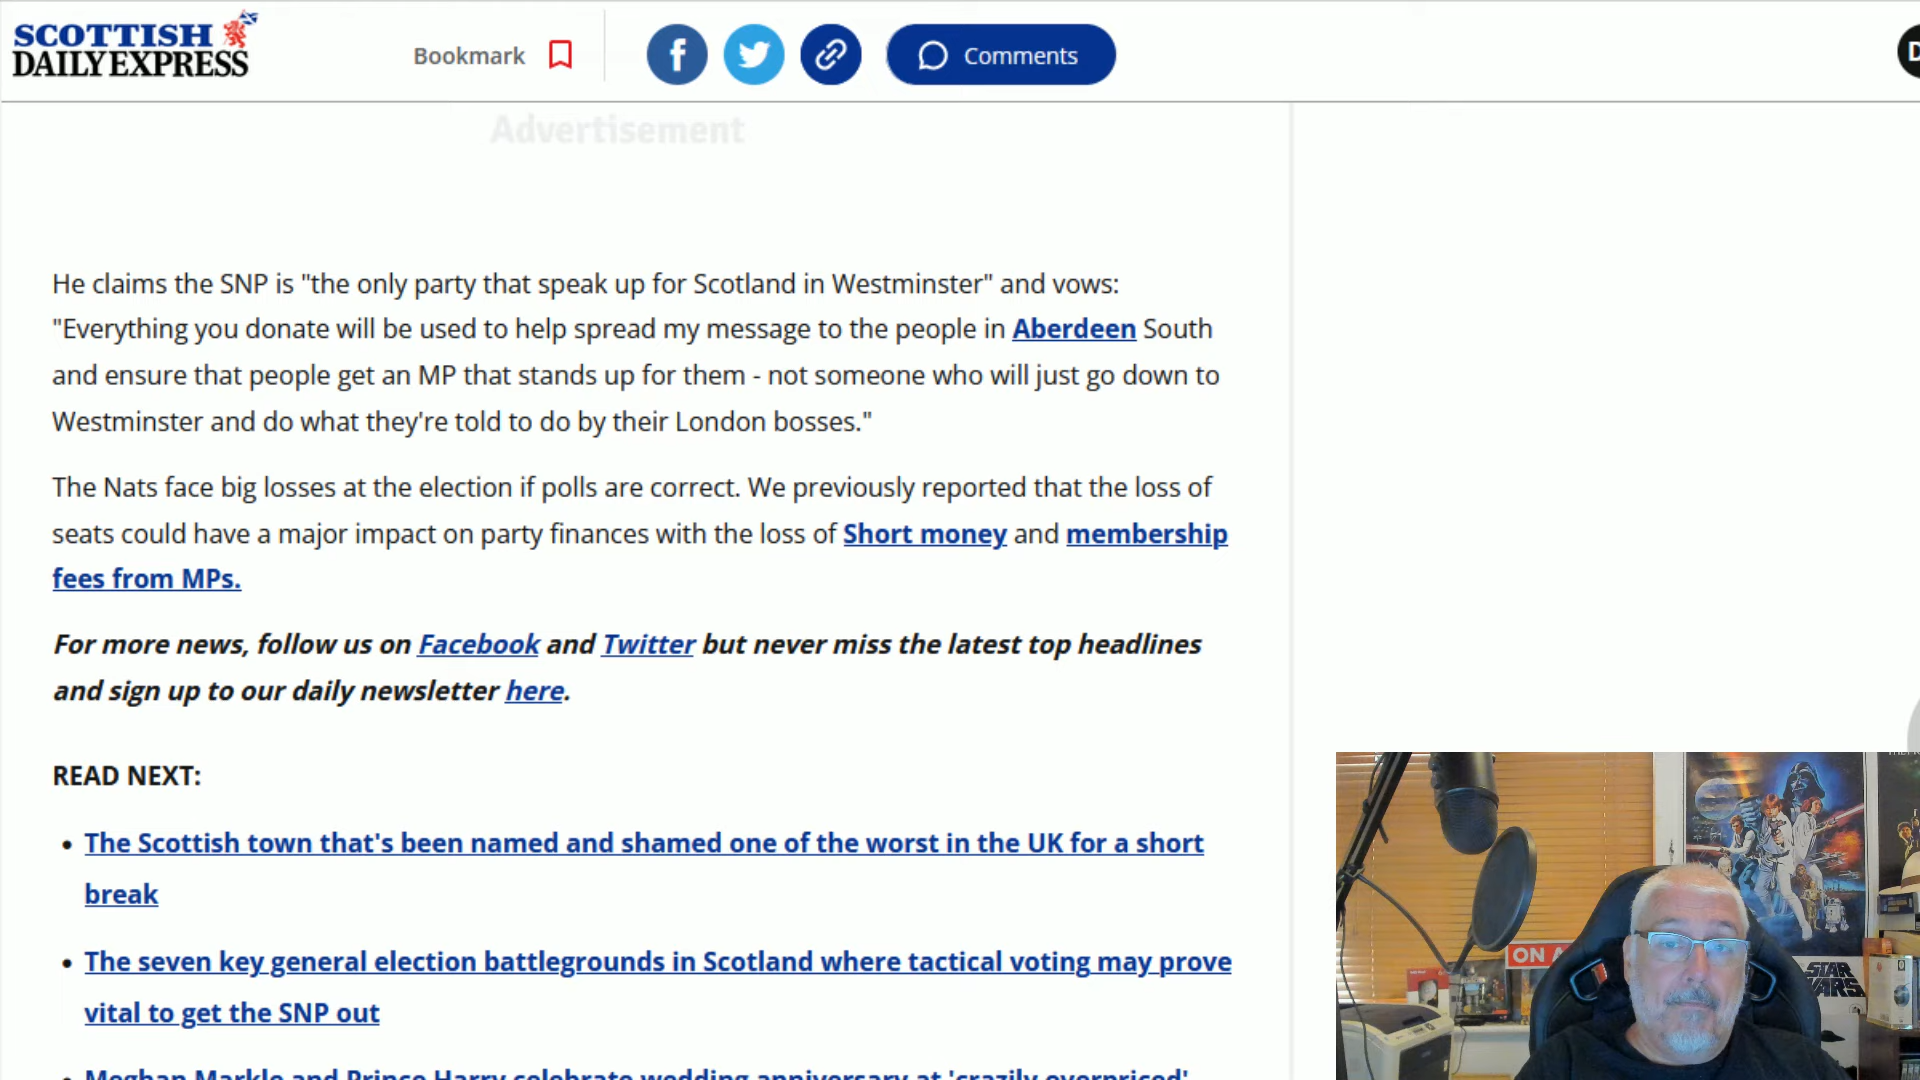 SCOTTISH
DAILY EXPRESS
Bookmark
Comments
Advertisement
He claims the SNP is "the only party that speak up for Scotland in Westminster" and vows:
"Everything you donate will be used to help spread my message to the people in Aberdeen South
and ensure that people get an MP that stands up for them - not someone who will just go down to
Westminster and do what they're told to do by their London bosses."
The Nats face big losses at the election if polls are correct. We previously reported that the loss of
seats could have a major impact on party finances with the loss of Short money and membership
fees from MPs.
For more news, follow us on Facebook and Twitter but never miss the latest top headlines
and sign up to our daily newsletter here.
READ NEXT:
The Scottish town that's been named and shamed one of the worst in the UK for a short
break
The seven key general election battlegrounds in Scotland where tactical voting may prove
vital to get the SNP out
Meghan Markle and Prince Harry celebrate wedding anniversary at 'crazily overpriced'
ON
STAR
WARS